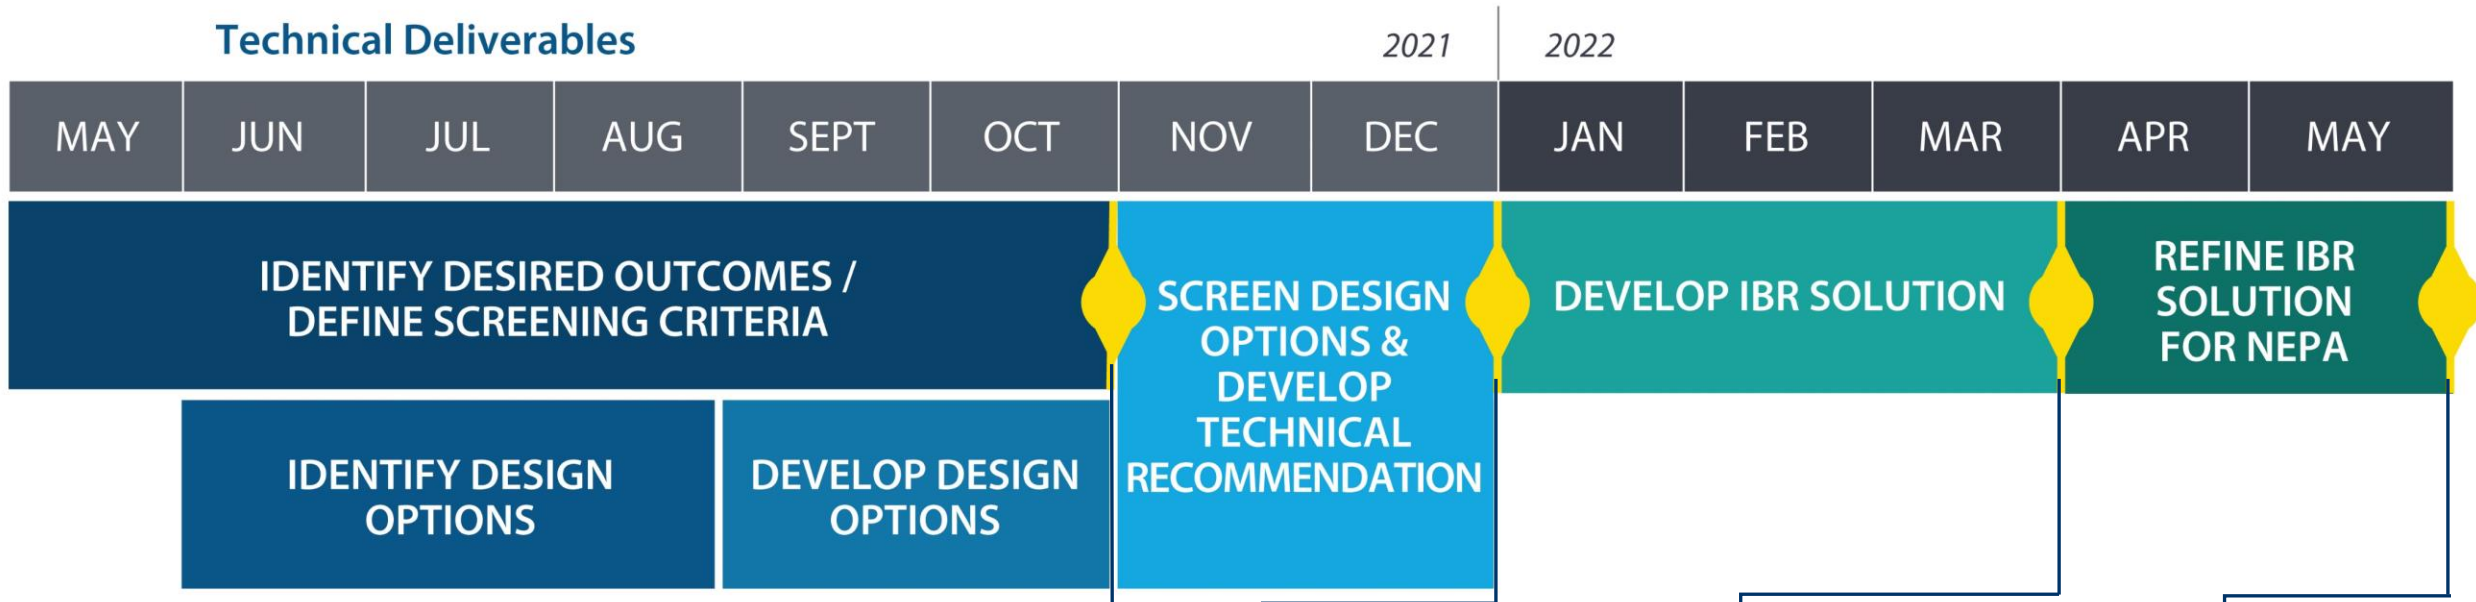 Technical Deliverables
2021
2022
MAY
JUN
JUL
AUG
SEPT
OCT
NOV
DEC
JAN
FEB
MAR
APR
MAY
IDENTIFY DESIRED OUTCOMES /
DEFINE SCREENING CRITERIA
SCREEN DESIGN
OPTIONS &
DEVELOP
TECHNICAL
RECOMMENDATION
DEVELOP IBR SOLUTION
REFINE IBR
SOLUTION
FOR NEPA
IDENTIFY DESIGN
OPTIONS
DEVELOP DESIGN
OPTIONS